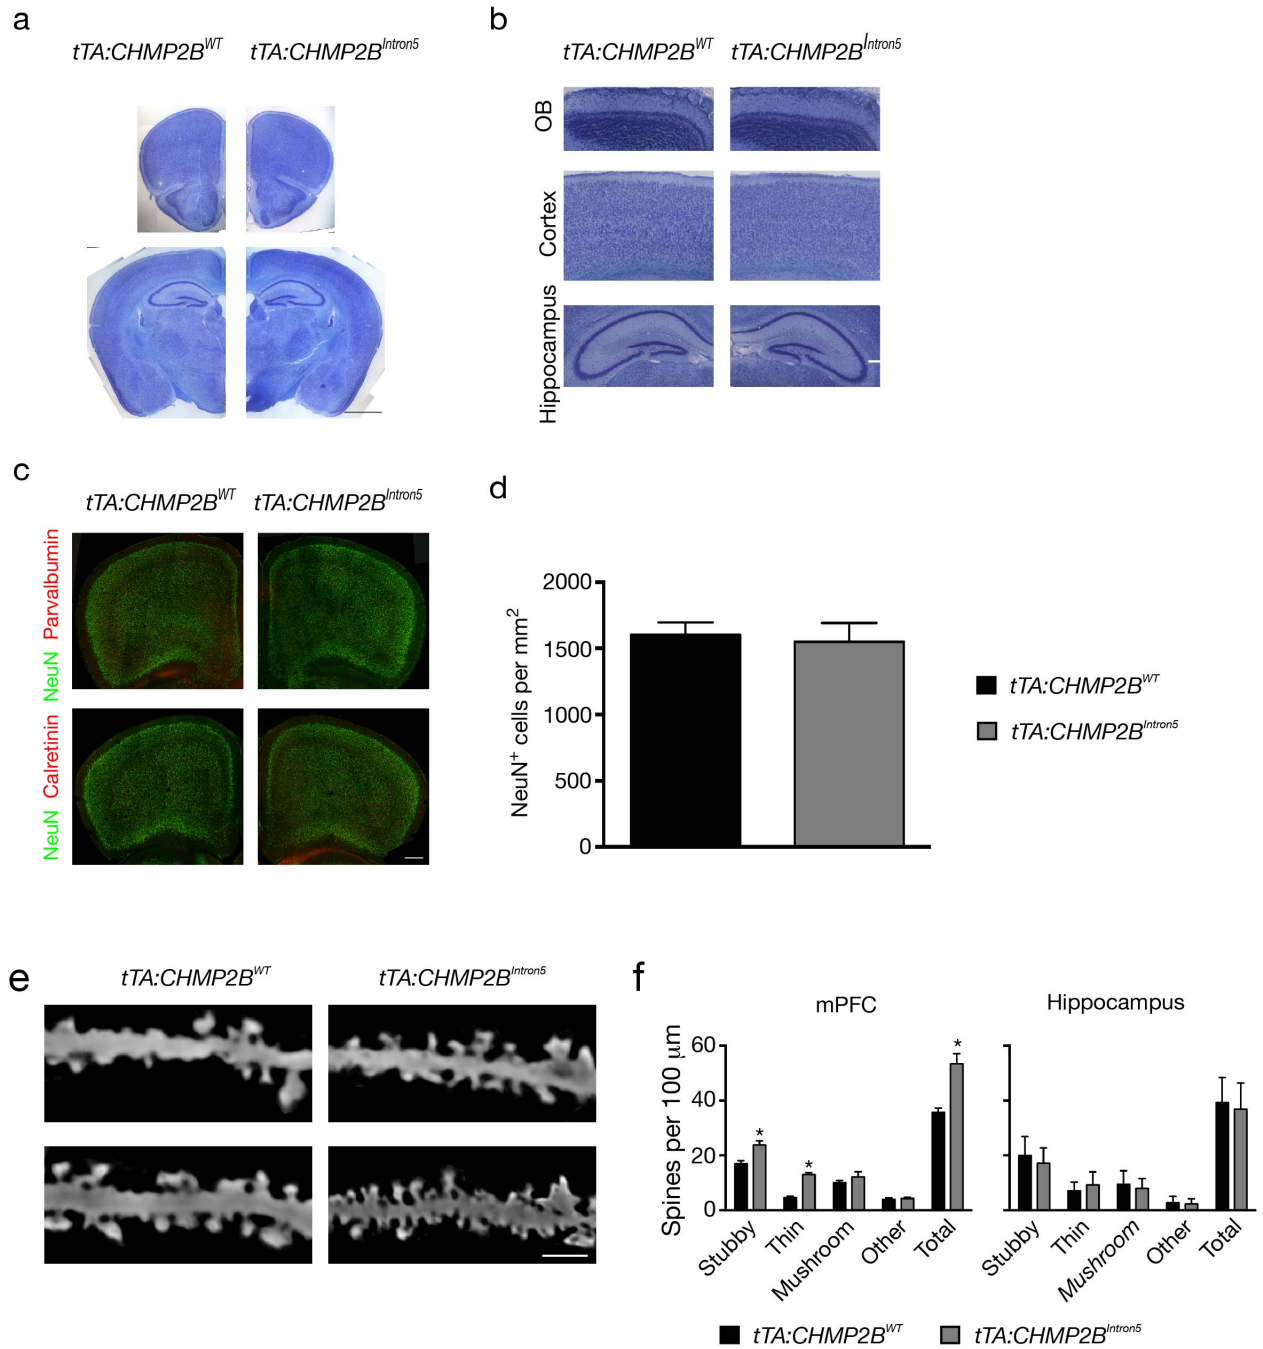 a
tTA:CHMP2B^WT tTA:CHMP2B^Intron5
b
tTA:CHMP2B^WT tTA:CHMP2B^Intron5
OB
Cortex
Hippocampus
c
tTA:CHMP2B^WT tTA:CHMP2B^Intron5
NeuN Parvalbumin
NeuN Calretinin
d
NeuN+ cells per mm²
2000
1500
1000
500
0
tTA:CHMP2B^WT
tTA:CHMP2B^Intron5
e
tTA:CHMP2B^WT tTA:CHMP2B^Intron5
f
mPFC
Hippocampus
Spines per 100 μm
60
40
20
0
*
*
*
Stubby
Thin
Mushroom
Other
Total
Stubby
Thin
Mushroom
Other
Total
tTA:CHMP2B^WT tTA:CHMP2B^Intron5